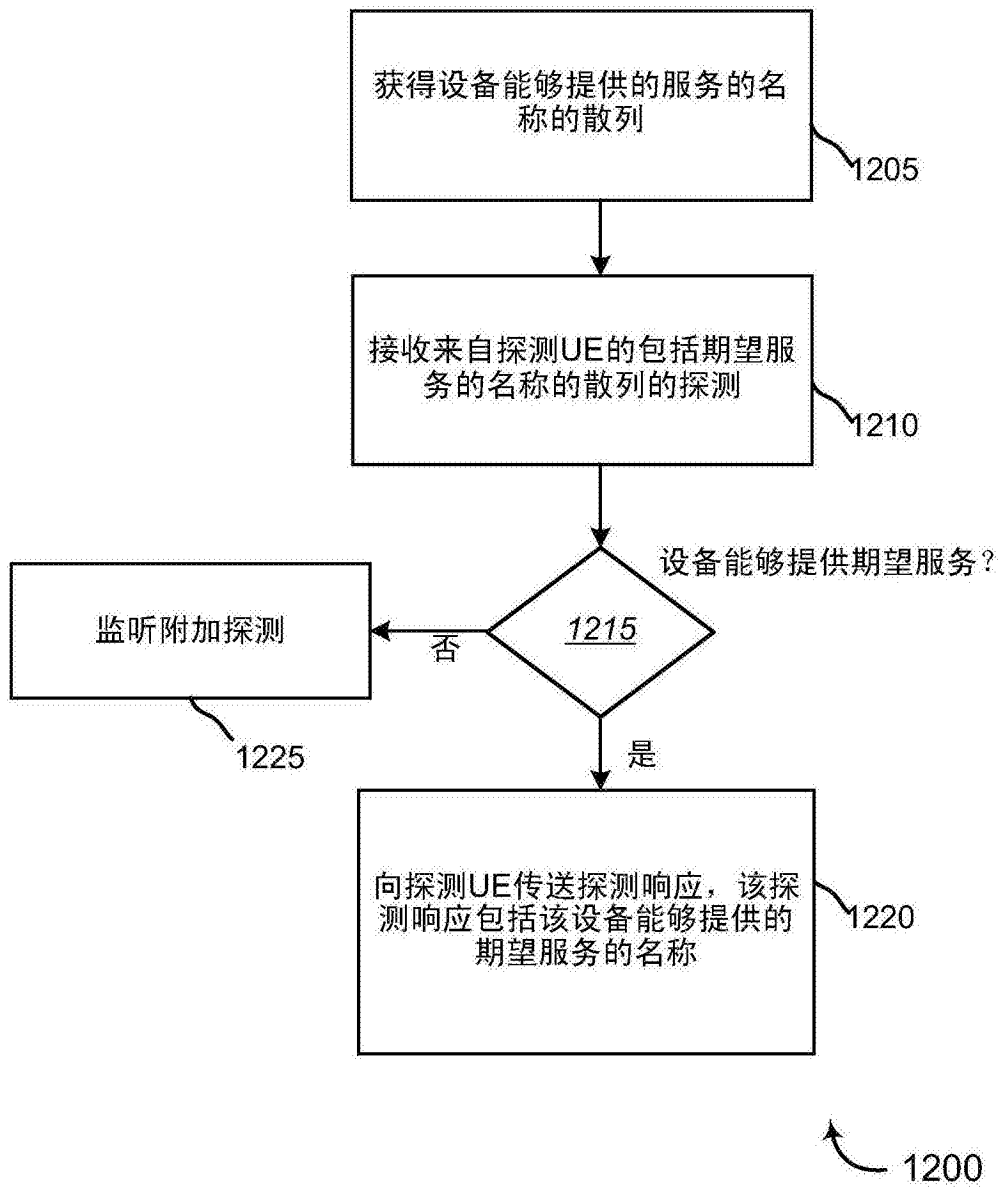 获得设备能够提供的服务的名
称的散列
1205
接收来自探测UE的包括期望服
务的名称的散列的探测
1210
设备能够提供期望服务？
1215
否
监听附加探测
1225
是
向探测UE传送探测响应，该探
测响应包括该设备能够提供的
期望服务的名称
1220
1200